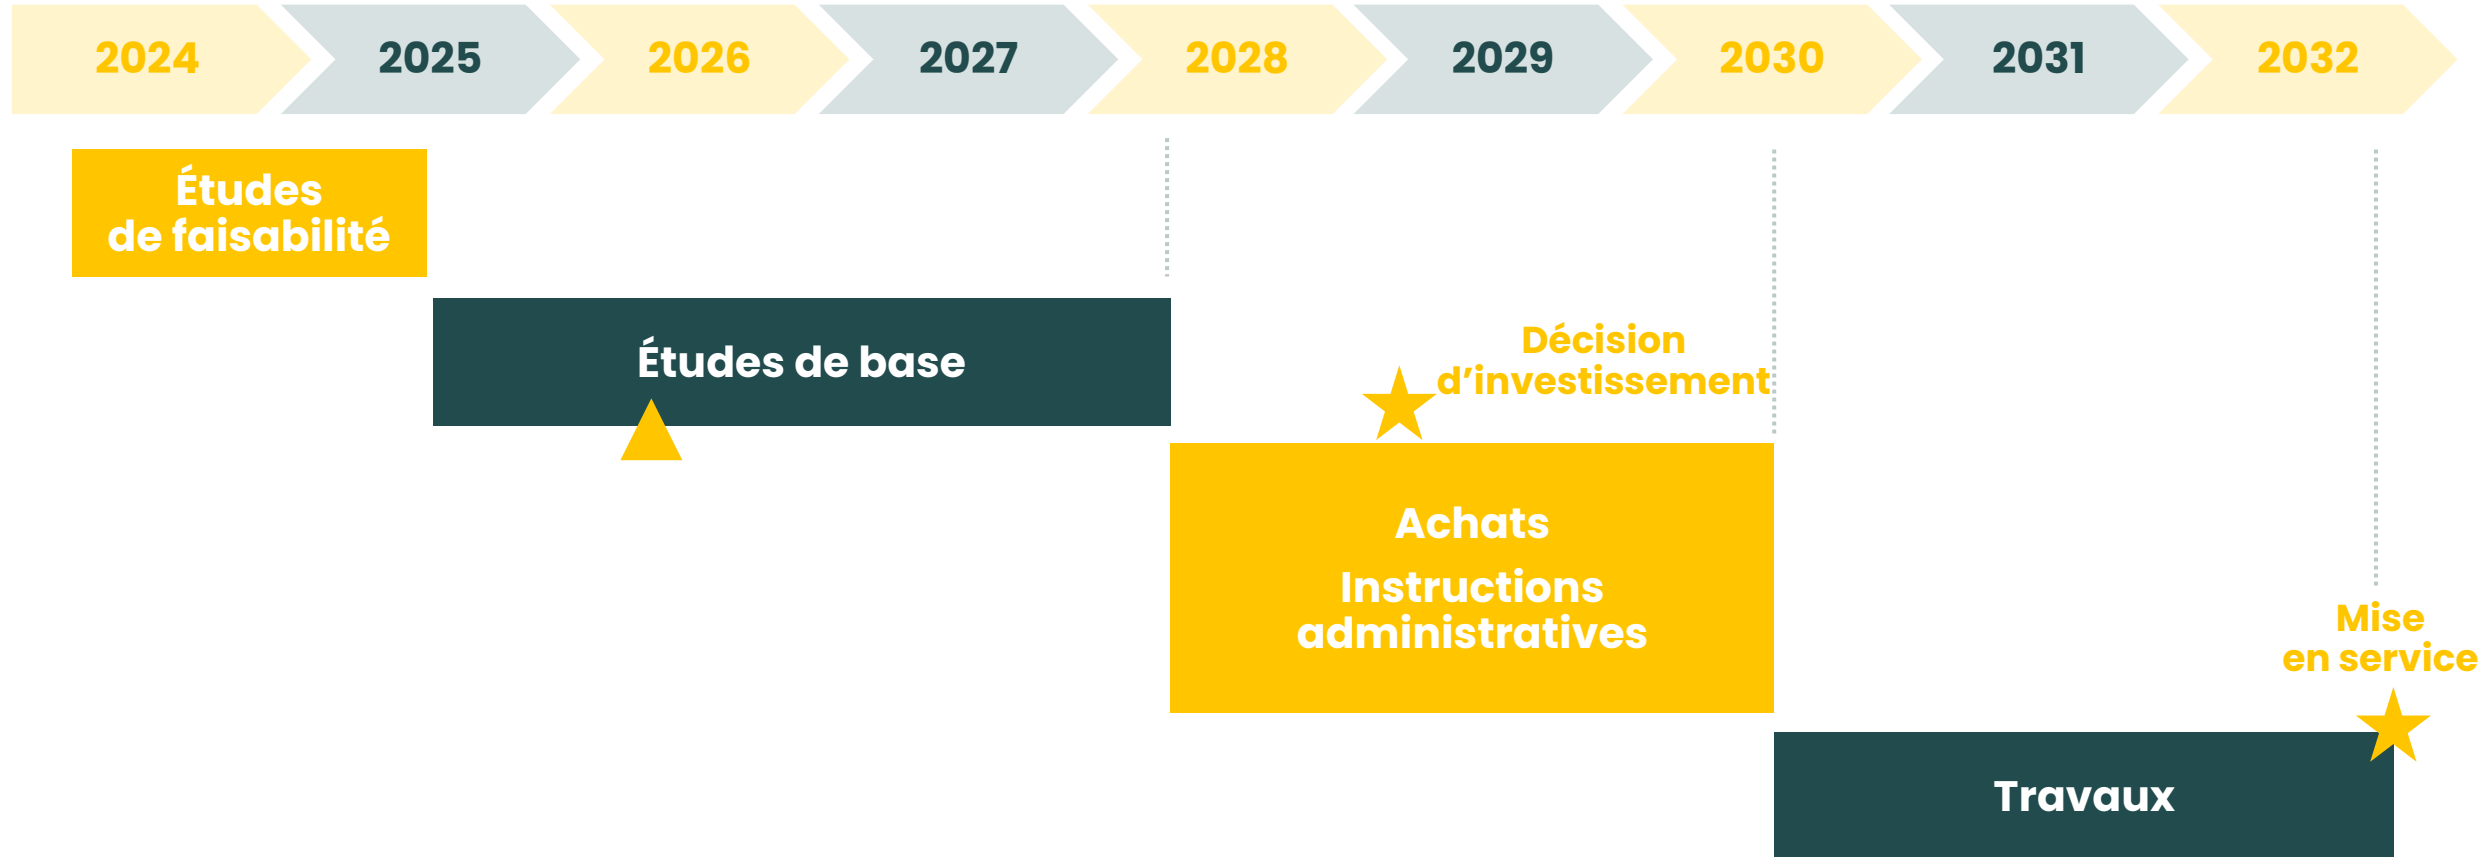 2024
2025
2026
2027
2028
2029
2030
2031
2032
Études
de faisabilité
Études de base
Décision
d’investissement
Achats
Instructions
administratives
Mise
en service
Travaux